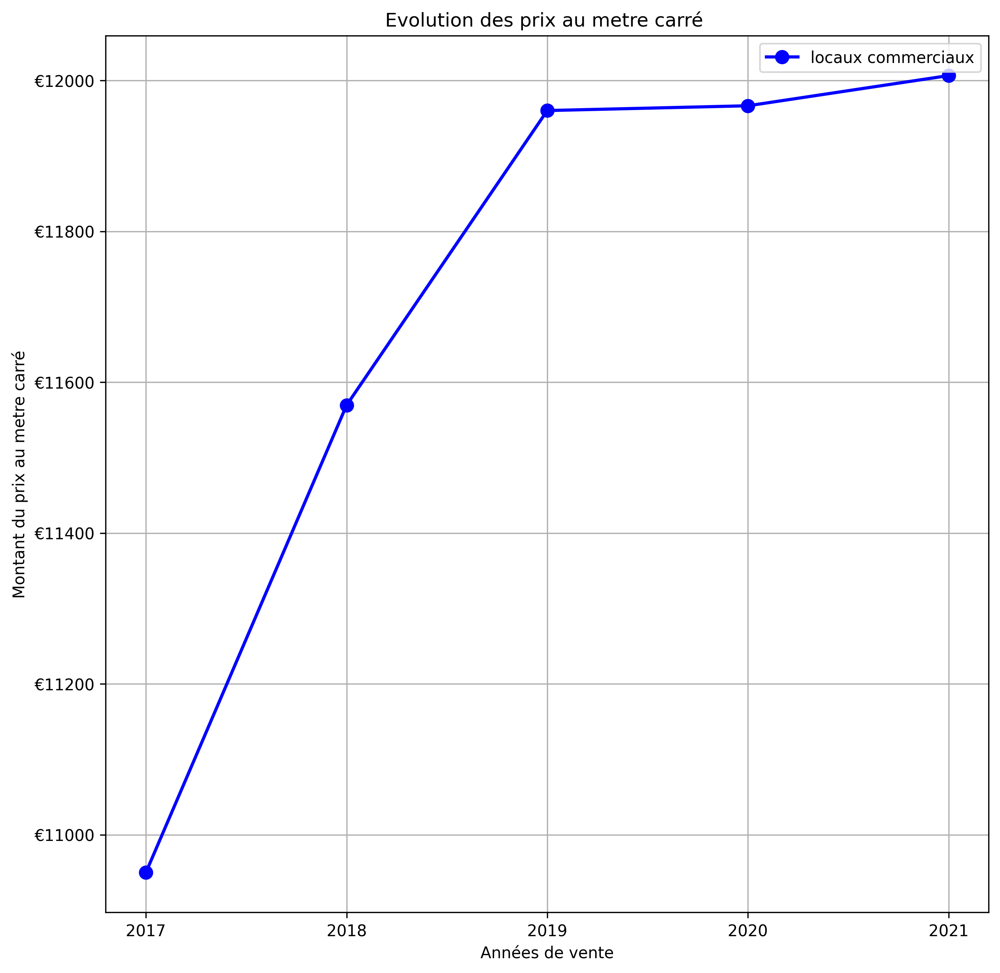 Evolution des prix au metre carré
locaux commerciaux
€12000
€11800
€11600
€11400
€11200
€11000
Montant du prix au metre carré
2017 2018 2019 2020 2021
Années de vente